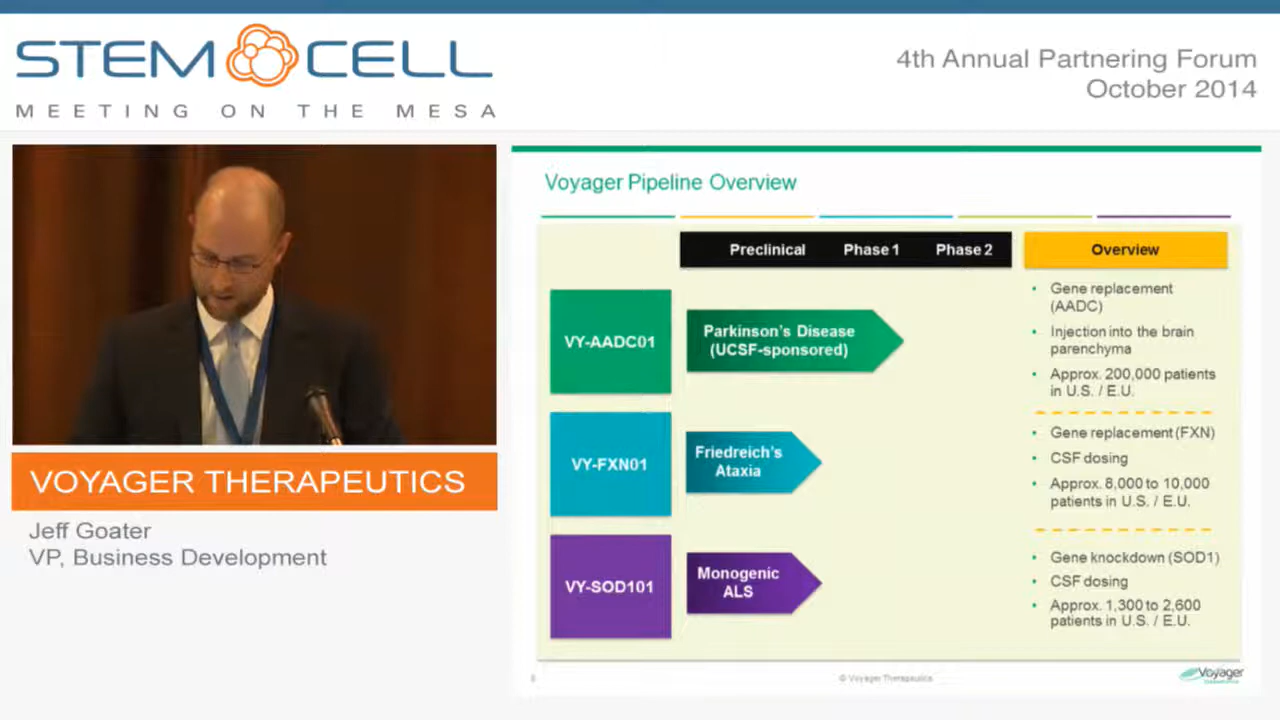 STEM CELL
MEETING ON THE MESA
4th Annual Partnering Forum
October 2014
VOYAGER THERAPEUTICS
Jeff Goater
VP, Business Development
Voyager Pipeline Overview
Preclinical Phase 1 Phase 2 Overview
VY-AADC01
Parkinson's Disease
(UCSF-sponsored)
• Gene replacement
(AADC)
• Injection into the brain
parenchyma
• Approx. 200,000 patients
in U.S. / E.U.
VY-FXN01
Friedreich's
Ataxia
• Gene replacement (FXN)
• CSF dosing
• Approx. 8,000 to 10,000
patients in U.S. / E.U.
VY-SOD101
Monogenic
ALS
• Gene knockdown (SOD1)
• CSF dosing
• Approx. 1,300 to 2,600
patients in U.S. / E.U.
© Voyager Therapeutics
Voyager